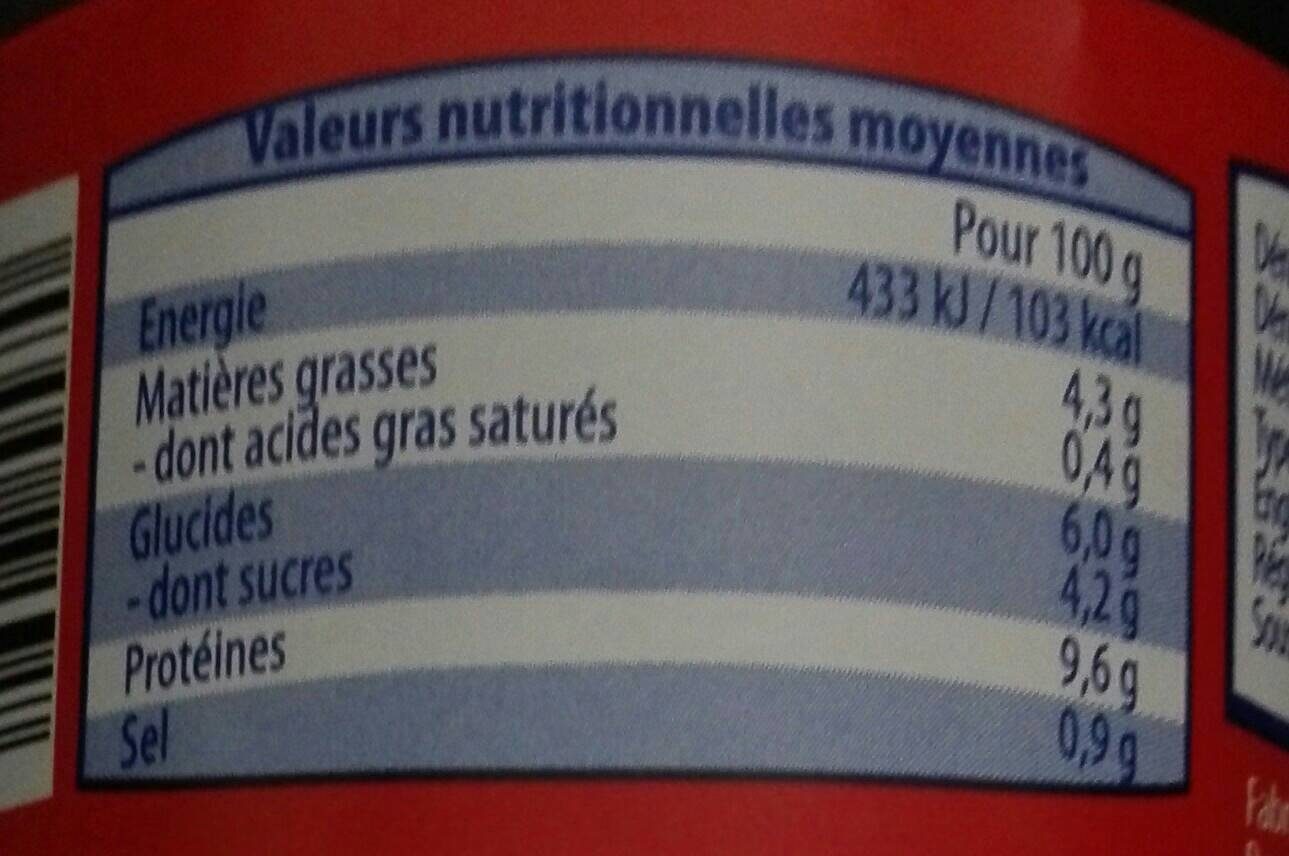 Valeurs nutritionnelles moyennes
Pour 100 g
Energie 433 kJ / 103 kcal
Matières grasses 4,3 g
- dont acides gras saturés 0,4 g
Glucides 6,0 g
- dont sucres 4,2 g
Protéines 9,6 g
Sel 0,9 g